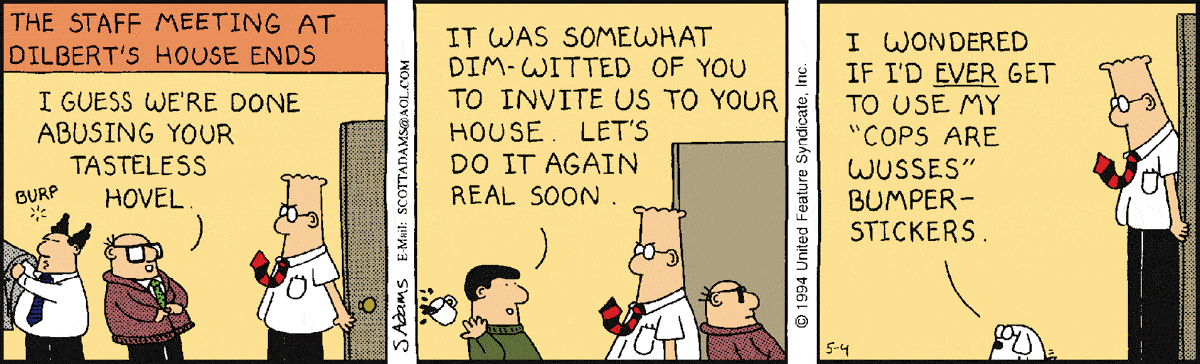 THE STAFF MEETING AT
DILBERT'S HOUSE ENDS
I GUESS WE'RE DONE
ABUSING YOUR
TASTELESS
HOVEL.
BURP
S.Adams E-Mail: SCOTTADAMS@AOL.COM
IT WAS SOMEWHAT
DIM-WITTED OF YOU
TO INVITE US TO YOUR
HOUSE. LET'S
DO IT AGAIN
REAL SOON.
© 1994 United Feature Syndicate, Inc.
I WONDERED
IF I'D EVER GET
TO USE MY
"COPS ARE
WUSSES"
BUMPER-
STICKERS.
5-4